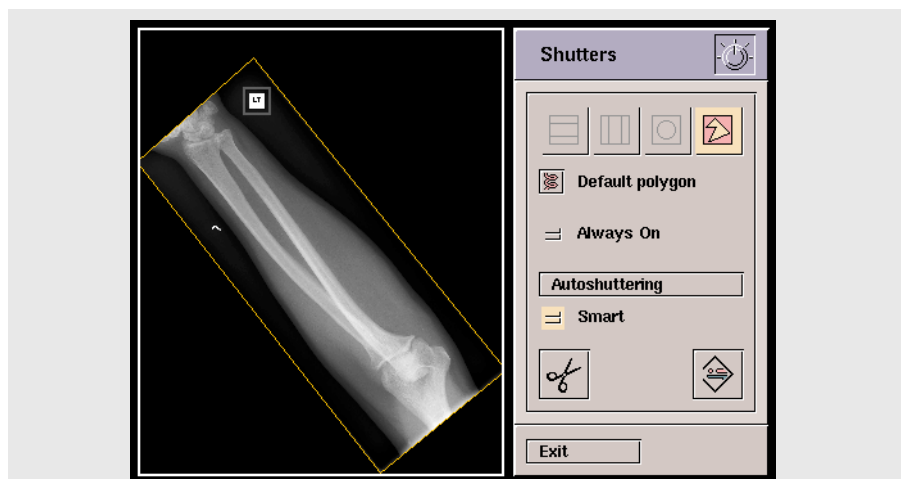 LT
Shutters
Default polygon
Always On
Autoshuttering
Smart
Exit